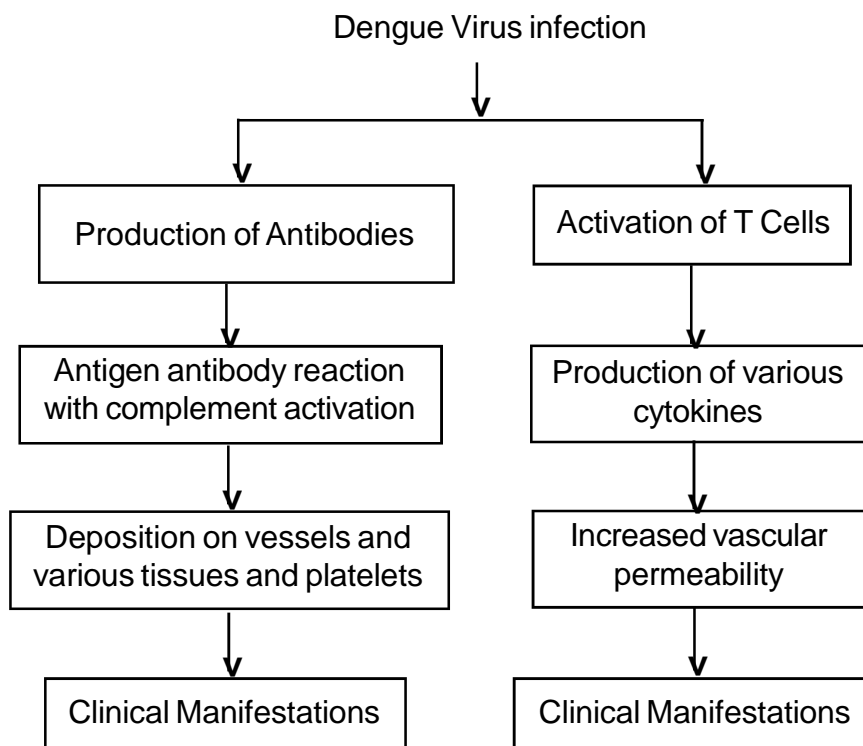 Dengue Virus infection
Production of Antibodies
Activation of T Cells
Antigen antibody reaction
with complement activation
Production of various
cytokines
Deposition on vessels and
various tissues and platelets
Increased vascular
permeability
Clinical Manifestations
Clinical Manifestations